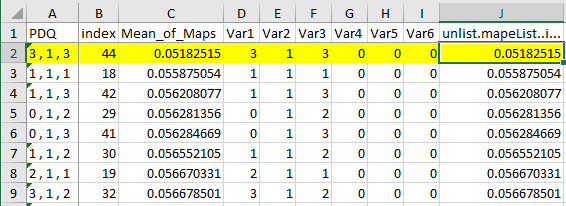 A B C D E F G H I J
1 PDQ index Mean_of_Maps Var1 Var2 Var3 Var4 Var5 Var6 unlist.mapeList..i...
2 3 , 1 , 3 44 0.05182515 3 1 3 0 0 0 0.05182515
3 1 , 1 , 1 18 0.055875054 1 1 1 0 0 0 0.055875054
4 1 , 1 , 3 42 0.056208077 1 1 3 0 0 0 0.056208077
5 0 , 1 , 2 29 0.056281356 0 1 2 0 0 0 0.056281356
6 0 , 1 , 3 41 0.056284669 0 1 3 0 0 0 0.056284669
7 1 , 1 , 2 30 0.056552105 1 1 2 0 0 0 0.056552105
8 2 , 1 , 1 19 0.056670331 2 1 1 0 0 0 0.056670331
9 3 , 1 , 2 32 0.056678501 3 1 2 0 0 0 0.056678501